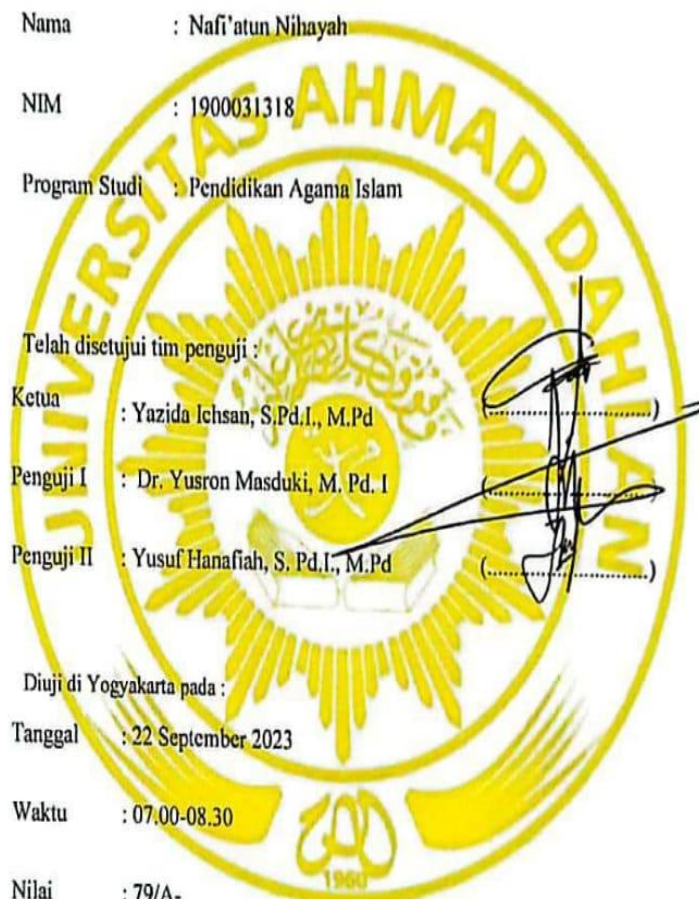 Nama : Nafi'atun Nihayah
NIM : 1900031318
Program Studi : Pendidikan Agama Islam
Telah disetujui tim penguji :
Ketua : Yazida Ichsan, S.Pd.I., M.Pd (..............................)
Penguji I : Dr. Yusron Masduki, M. Pd. I (..............................)
Penguji II : Yusuf Hanafiah, S. Pd.I., M.Pd (..............................)
Diuji di Yogyakarta pada :
Tanggal : 22 September 2023
Waktu : 07.00-08.30
Nilai : 79/A-
UNIVERSITAS AHMAD DAHLAN
1960